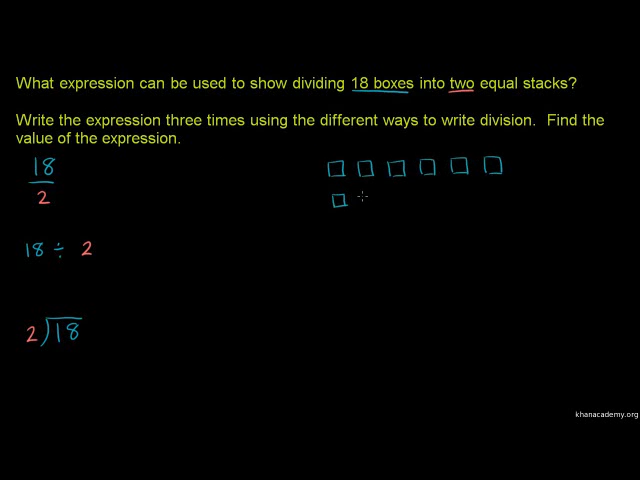 What expression can be used to show dividing 18 boxes into two equal stacks?
Write the expression three times using the different ways to write division. Find the
value of the expression.
18
2
18 ÷ 2
2)18
khanacademy.org